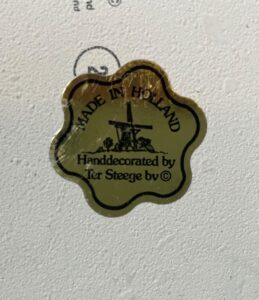 MADE IN HOLLAND
Handdecorated by
Ter Steege bv©